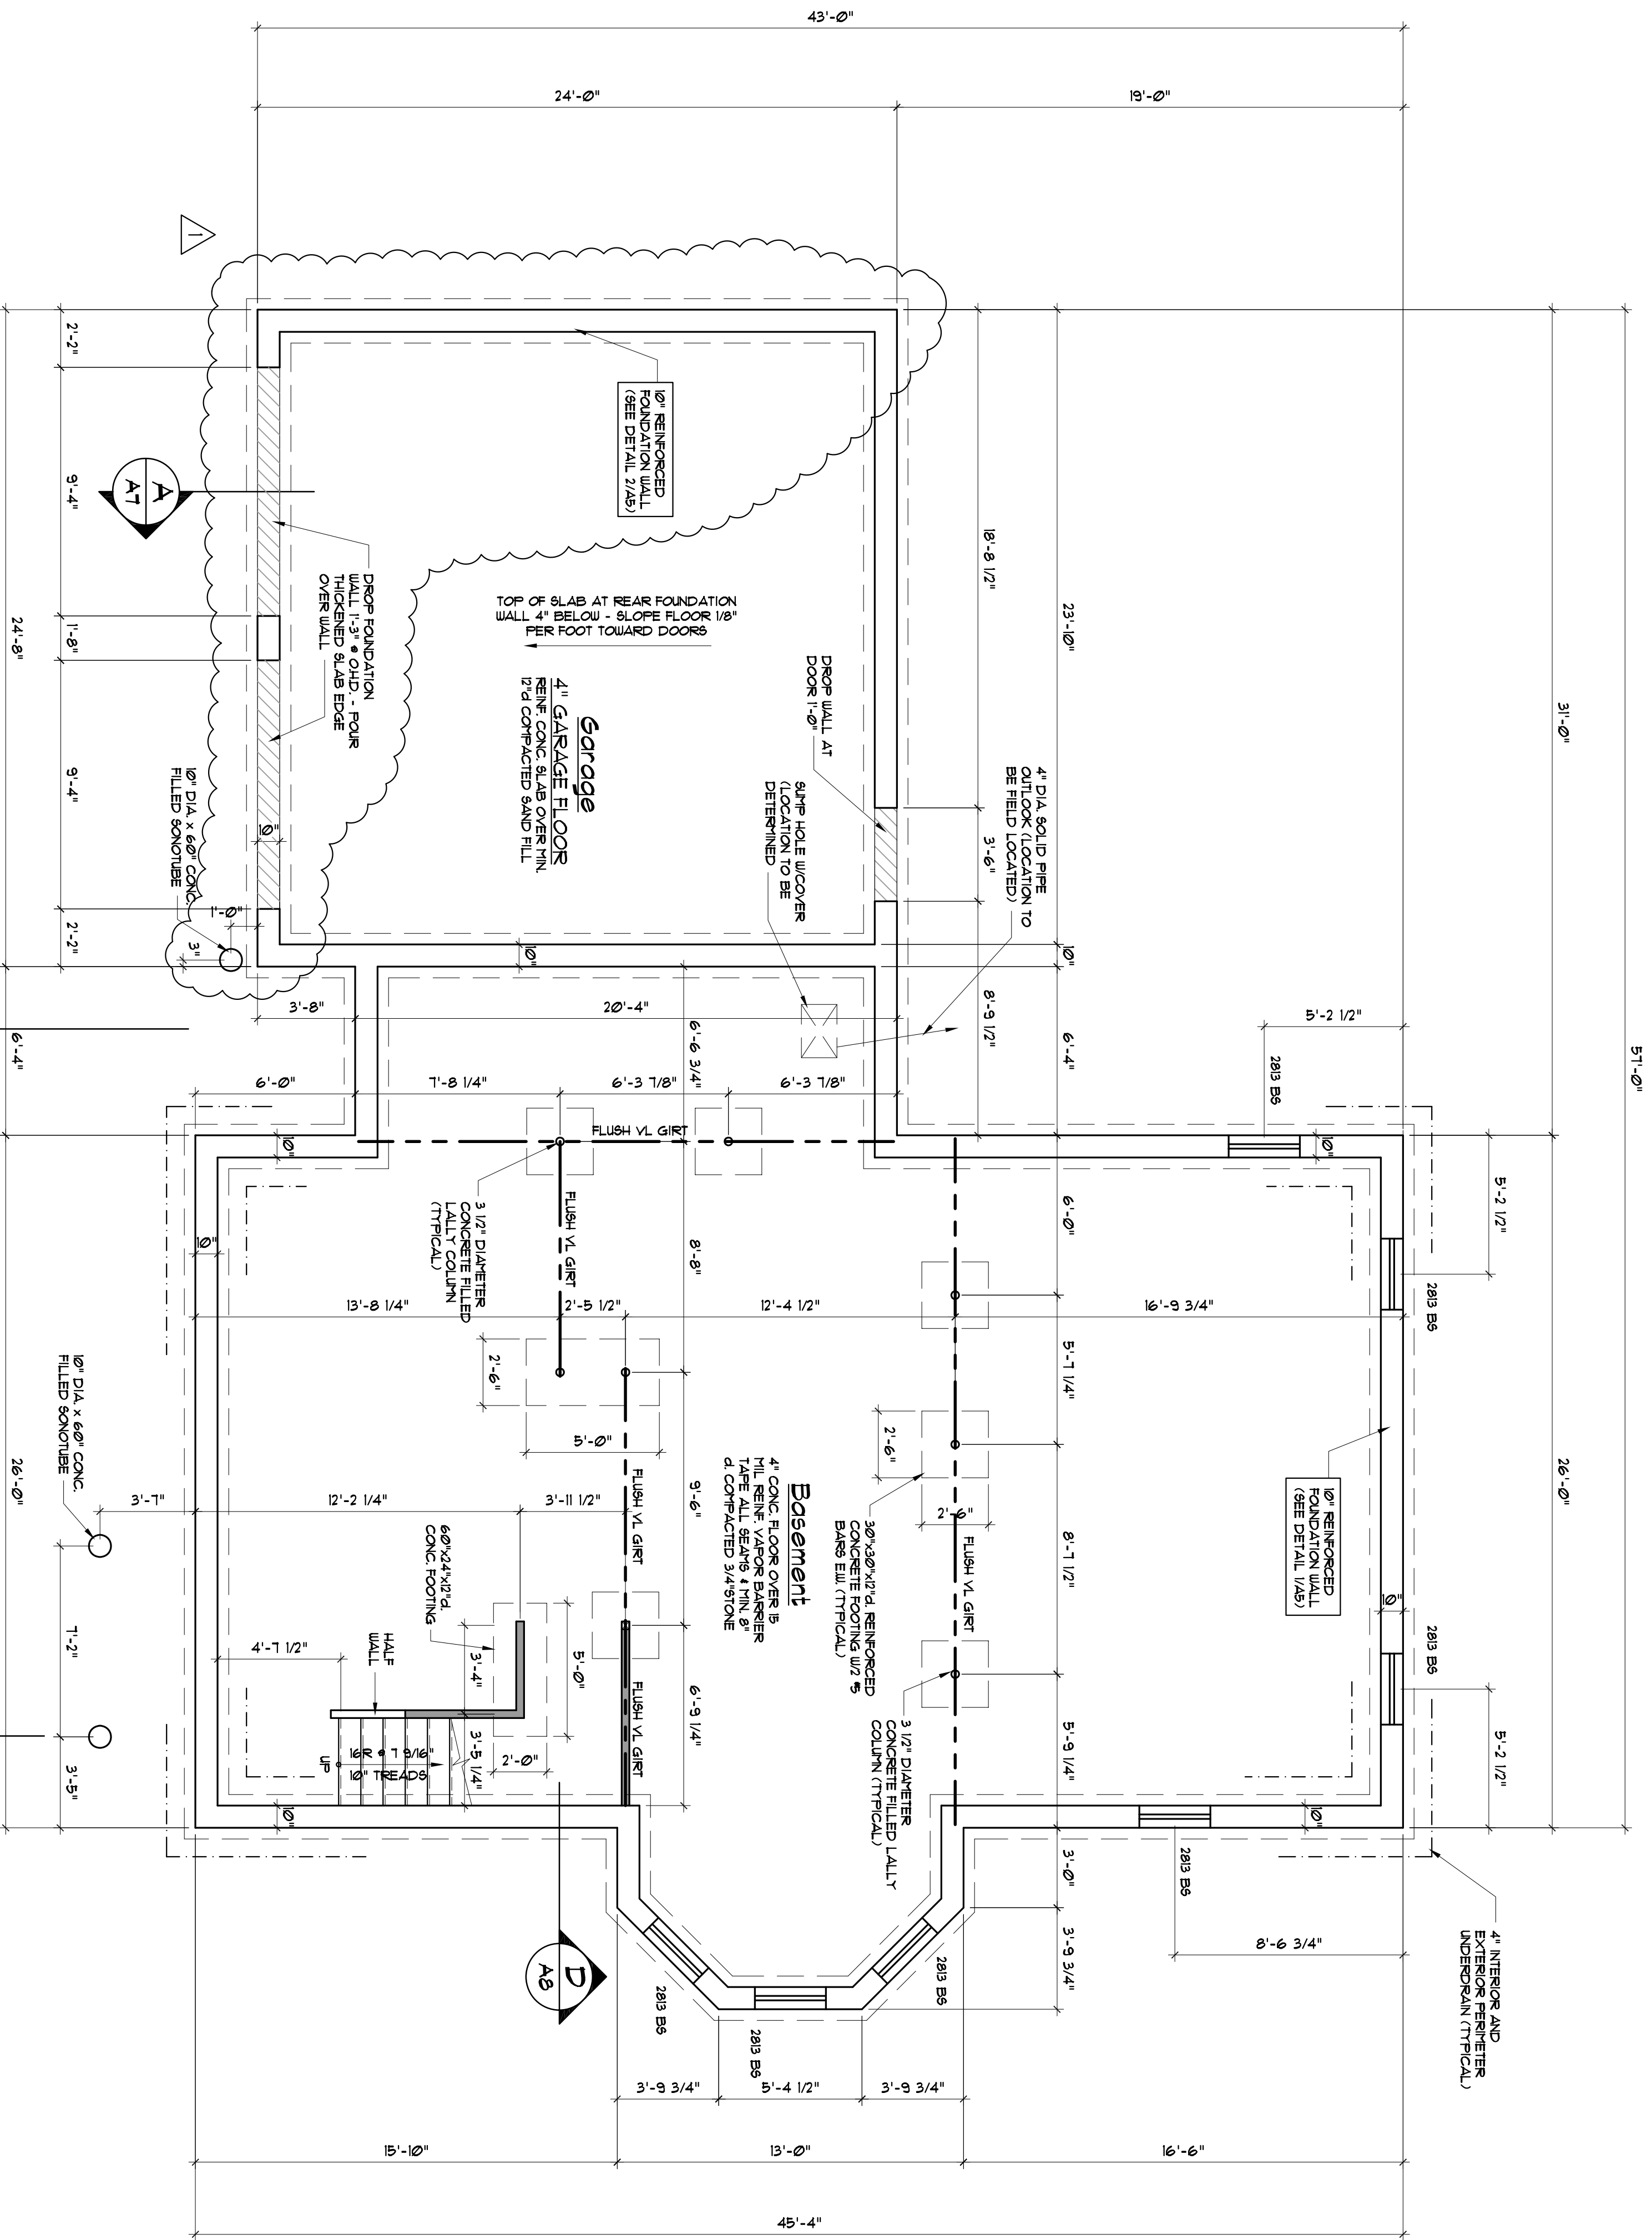 43'-0"
24'-0"
19'-0"
57'-0"
31'-0"
26'-0"
23'-10"
10"
6'-4"
6'-0"
5'-7 1/4"
8'-7 1/2"
5'-9 1/4"
3'-0"
3'-9 3/4"
18'-8 1/2"
3'-6"
8'-9 1/2"
5'-2 1/2"
2813 BS
5'-2 1/2"
2813 BS
10"
4" DIA. SOLID PIPE
OUTLOOK (LOCATION TO
BE FIELD LOCATED)
1
10" REINFORCED
FOUNDATION WALL
(SEE DETAIL 2/A5)
TOP OF SLAB AT REAR FOUNDATION
WALL 4" BELOW - SLOPE FLOOR 1/8"
PER FOOT TOWARD DOORS
DROP WALL AT
DOOR 1'-0"
SUMP HOLE W/COVER
(LOCATION TO BE
DETERMINED)
Garage
4" GARAGE FLOOR
REINF. CONC. SLAB OVER MIN.
12"d COMPACTED SAND FILL
DROP FOUNDATION
WALL 1'-3" @ O.H.D. - POUR
THICKENED SLAB EDGE
OVER WALL
A
A7
10" DIA. x 60" CONC.
FILLED SONOTUBE
10"
1'-0"
3"
10"
2'-2"
9'-4"
1'-8"
9'-4"
2'-2"
24'-8"
6'-4"
26'-0"
3'-8"
20'-4"
6'-6 3/4"
8'-8"
9'-6"
6'-9 1/4"
6'-0"
7'-8 1/4"
6'-3 7/8"
6'-3 7/8"
FLUSH VL GIRT
FLUSH VL GIRT
10"
10"
3 1/2" DIAMETER
CONCRETE FILLED
LALLY COLUMN
(TYPICAL)
13'-8 1/4"
2'-5 1/2"
12'-4 1/2"
16'-9 3/4"
2'-6"
5'-0"
2'-6"
2'-6"
10" REINFORCED
FOUNDATION WALL
(SEE DETAIL 1/A5)
10"
2813 BS
5'-2 1/2"
Basement
4" CONC. FLOOR OVER 15
MIL REINF. VAPOR BARRIER
TAPE ALL SEAMS & MIN. 8"
d. COMPACTED 3/4"STONE
30"x30"x12"d. REINFORCED
CONCRETE FOOTING W/2 #5
BARS E.W. (TYPICAL)
FLUSH VL GIRT
FLUSH VL GIRT
FLUSH VL GIRT
3 1/2" DIAMETER
CONCRETE FILLED LALLY
COLUMN (TYPICAL)
3'-7"
12'-2 1/4"
3'-11 1/2"
10" DIA. x 60" CONC.
FILLED SONOTUBE
7'-2"
3'-5"
60"x24"x12"d.
CONC. FOOTING
HALF
WALL
4'-7 1/2"
3'-4"
5'-0"
3'-5 1/4"
2'-0"
UP
16R @ 7 9/16"
10" TREADS
10"
10"
2813 BS
8'-6 3/4"
4" INTERIOR AND
EXTERIOR PERIMETER
UNDERDRAIN (TYPICAL)
D
A8
2813 BS
2813 BS
2813 BS
3'-9 3/4"
5'-4 1/2"
3'-9 3/4"
15'-10"
13'-0"
16'-6"
45'-4"